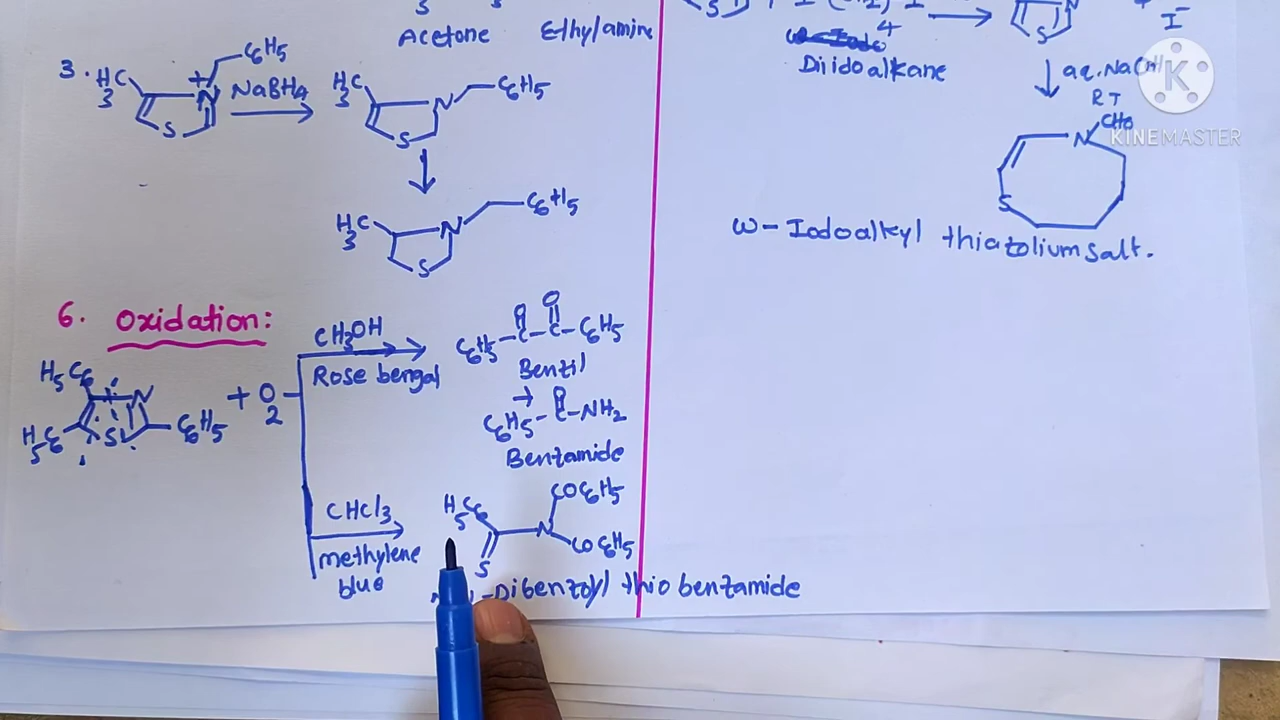 Acetone Ethylamine
3. H3C N+ C6H5 S
NaBH4
H3C N C6H5 S
H3C N C6H5 S
6. Oxidation:
H5C6 N H5C6 S C6H5 + O2
CH3OH
Rose bengal
O O
C6H5-C-C-C6H5
Benzil
+
O
C6H5-C-NH2
Benzamide
CHCl3
methylene
blue
H5C6 N COC6H5
S COC6H5
-Dibenzoyl thio benzamide
4
I-
Diiodoalkane
aq. NaOH
RT
N CHO
S
ω-Iodoalkyl thiazolium salt.
K
KINEMASTER